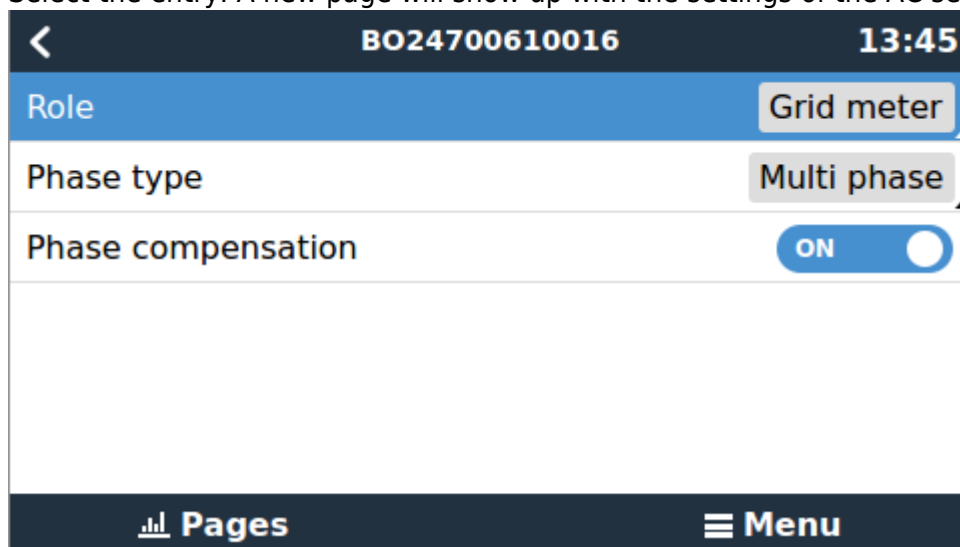 Select the entry. A new page will show up with the settings of the AC se
BO24700610016
13:45
Role
Grid meter
Phase type
Multi phase
Phase compensation
ON
Pages
Menu